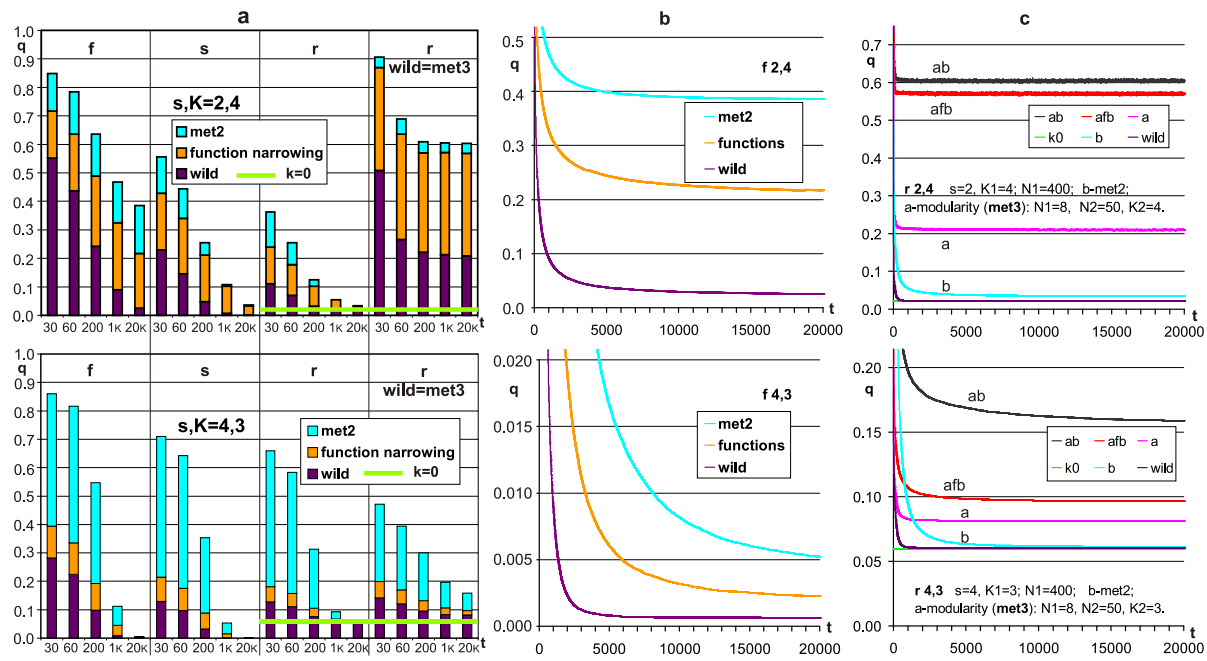 a
1.0
q
0.9
0.8
0.7
0.6
0.5
0.4
0.3
0.2
0.1
0.0
f s r r
wild=met3
s,K=2,4
met2
function narrowing
wild k=0
30 60 200 1K 20K 30 60 200 1K 20K 30 60 200 1K 20K 30 60 200 1K 20K t
1.0
q
0.9
0.8
0.7
0.6
0.5
0.4
0.3
0.2
0.1
0.0
f s r r
wild=met3
s,K=4,3
met2
function narrowing
wild k=0
30 60 200 1K 20K 30 60 200 1K 20K 30 60 200 1K 20K 30 60 200 1K 20K t
b
0.5
q
0.4
0.3
0.2
0.1
0.0
f 2,4
met2
functions
wild
0 5000 10000 15000 20000
t
0.020
q
0.015
0.010
0.005
0.000
f 4,3
met2
functions
wild
0 5000 10000 15000 20000
t
c
0.7
q
0.6
0.5
0.4
0.3
0.2
0.1
0.0
ab
afb
ab afb a
k0 b wild
r 2,4 s=2, K1=4; N1=400; b-met2;
a-modularity (met3): N1=8, N2=50, K2=4.
a
b
0 5000 10000 15000 20000
t
0.20
q
0.15
0.10
0.05
0.00
ab
ab afb a
k0 b wild
afb
a
b
r 4,3 s=4, K1=3; N1=400; b-met2;
a-modularity (met3): N1=8, N2=50, K2=3.
0 5000 10000 15000 20000
t